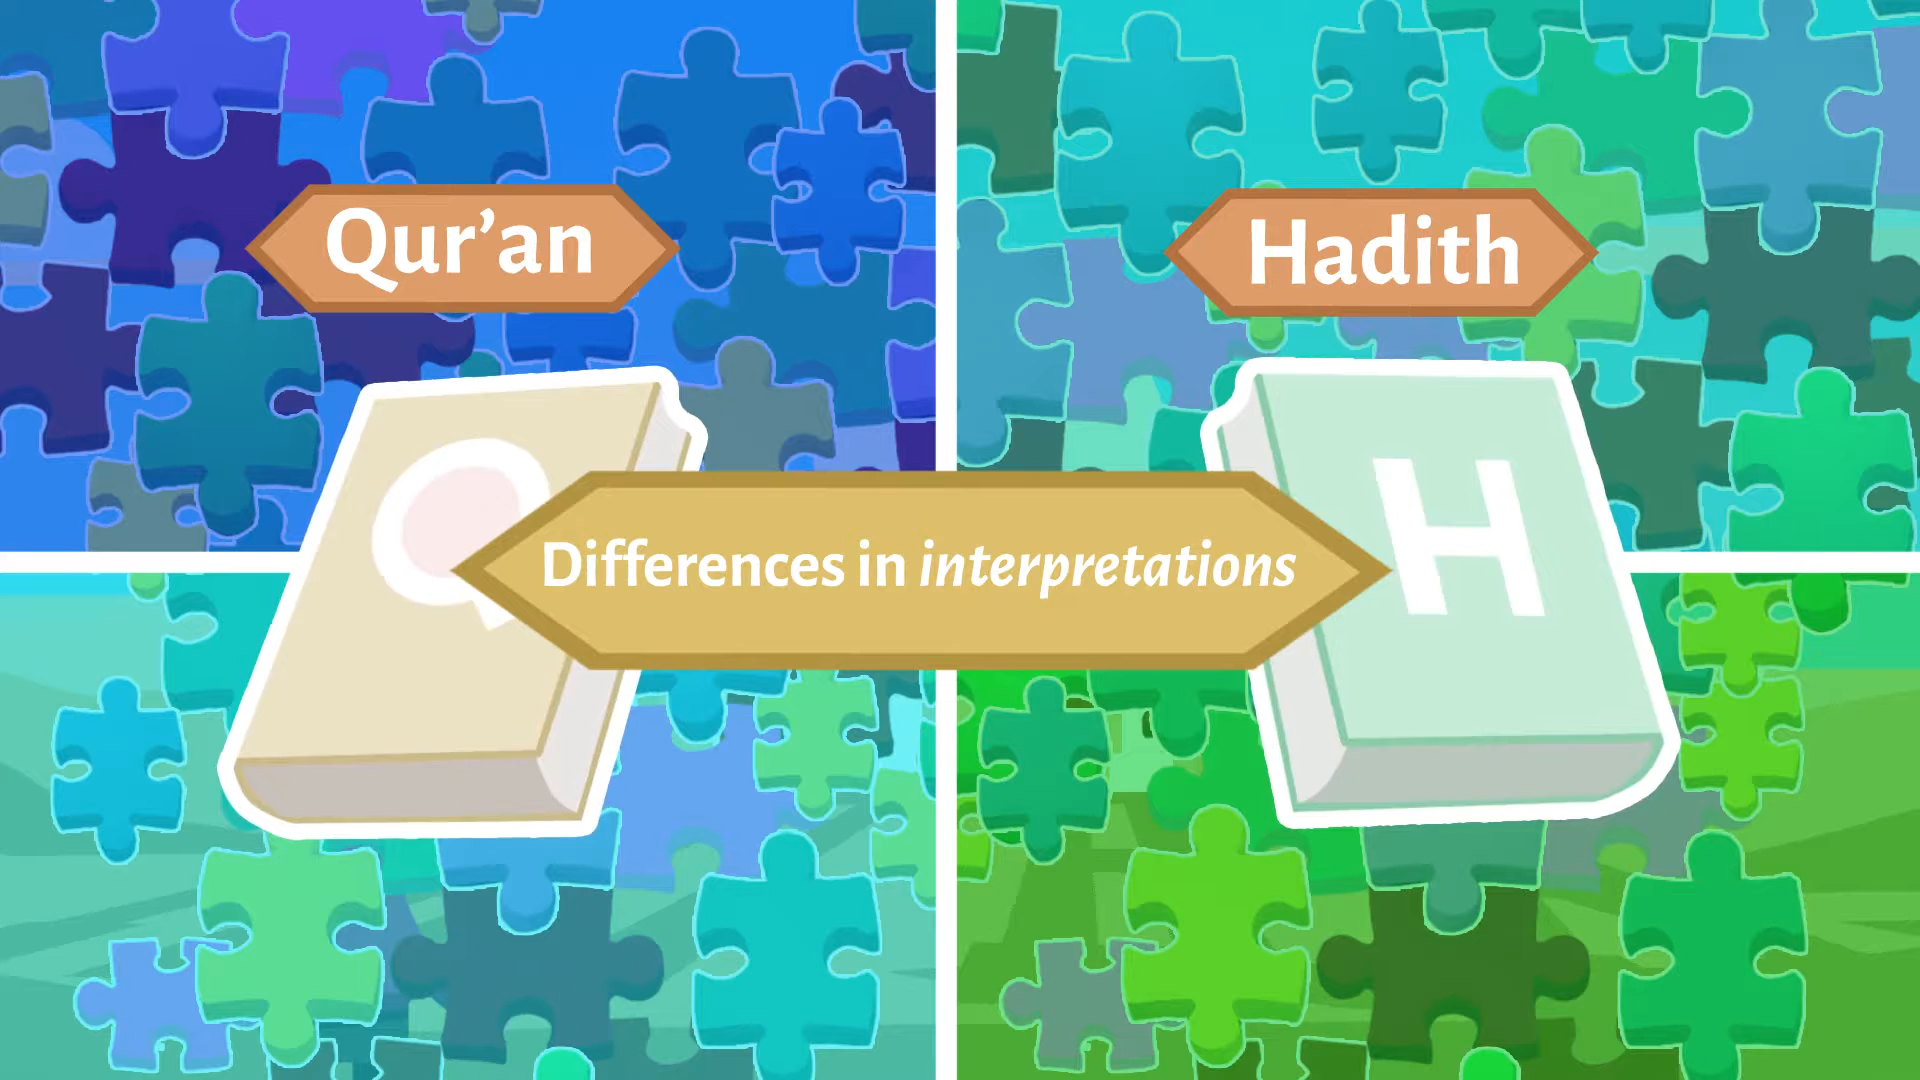 Qur’an
Hadith
Q
H
Differences in interpretations